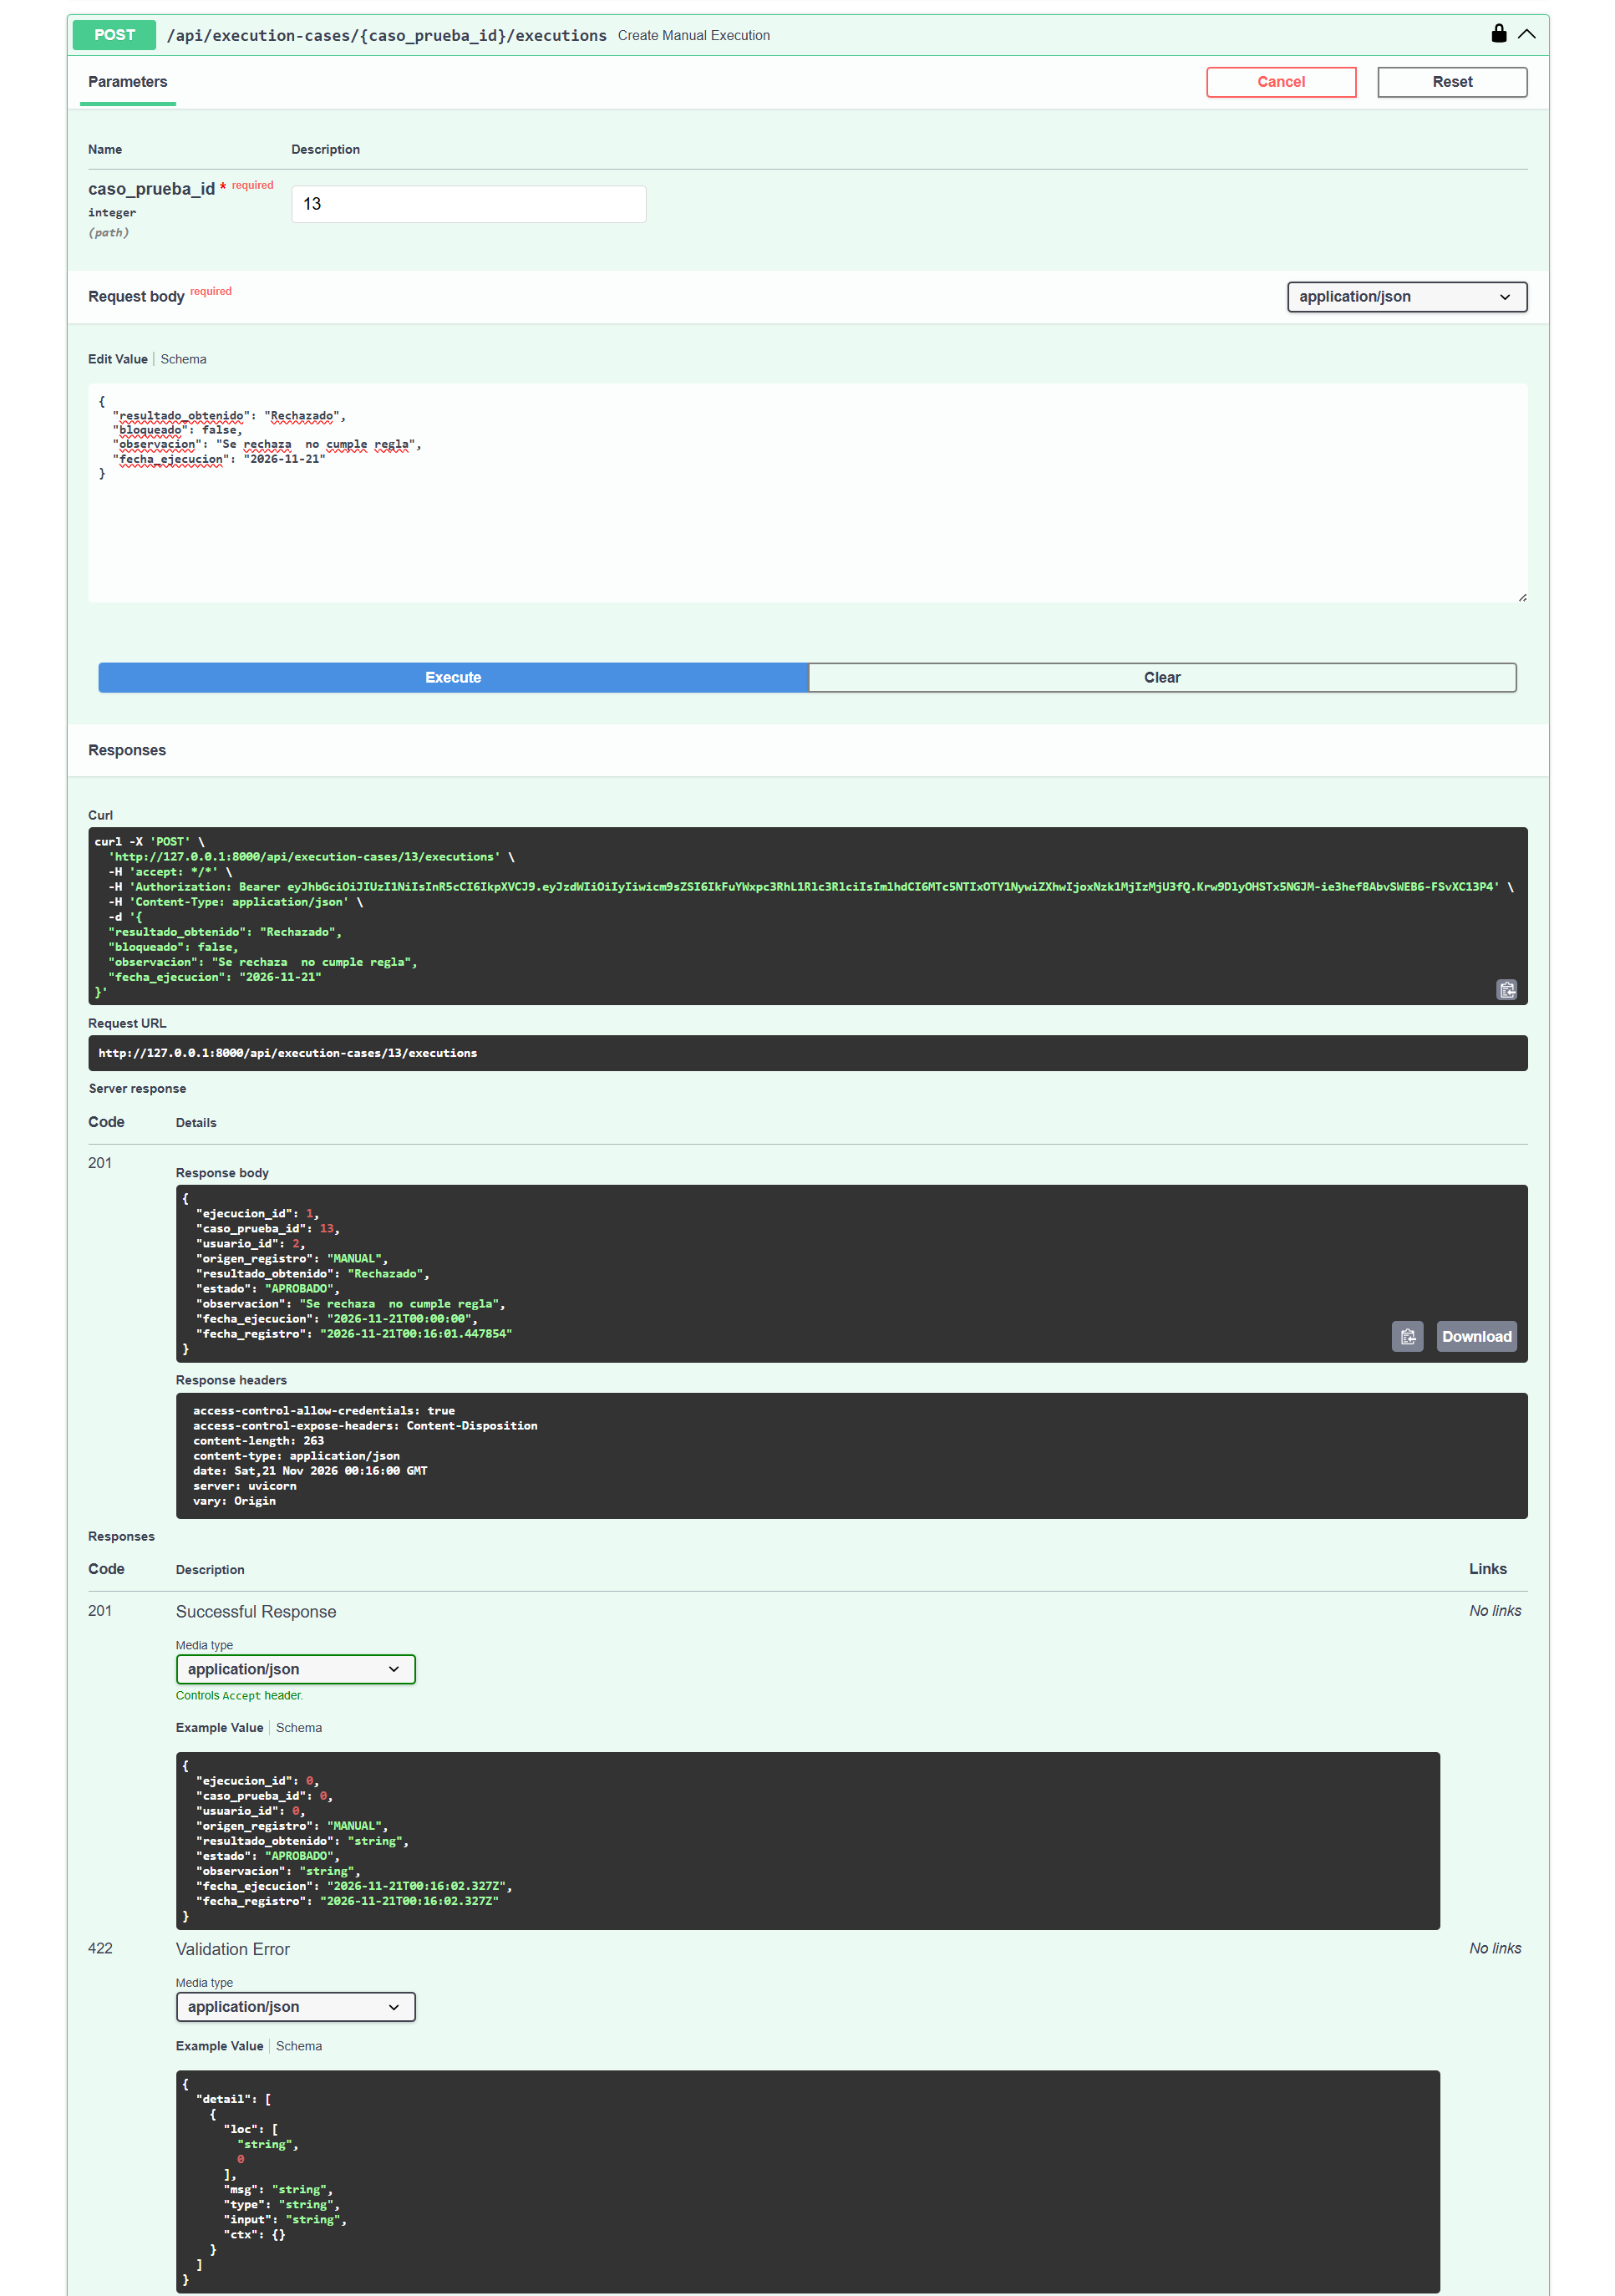 POST /api/execution-cases/{caso_prueba_id}/executions Create Manual Execution
Parameters
Cancel
Reset
Name Description
caso_prueba_id * required
integer
(path)
13
Request body required
application/json
Edit Value | Schema
{
"resultado_obtenido": "Rechazado",
"bloqueado": false,
"observacion": "Se rechaza  no cumple regla",
"fecha_ejecucion": "2026-11-21"
}
Execute
Clear
Responses
Curl
curl -X 'POST' \
'http://127.0.0.1:8000/api/execution-cases/13/executions' \
-H 'accept: */*' \
-H 'Authorization: Bearer eyJhbGciOiJIUzI1NiIsInR5cCI6IkpXVCJ9.eyJzdWIiOiIyIiwicm9sZSI6IkFuYWxpc3RhL1Rlc3RlciIsImlhdCI6MTc5NTIxOTY1NywiZXhwIjoxNzk1MjIzMjU3fQ.Krw9DlyOHSTx5NGJM-ie3hef8AbvSWEB6-FSvXC13P4' \
-H 'Content-Type: application/json' \
-d '{
"resultado_obtenido": "Rechazado",
"bloqueado": false,
"observacion": "Se rechaza  no cumple regla",
"fecha_ejecucion": "2026-11-21"
}'
Request URL
http://127.0.0.1:8000/api/execution-cases/13/executions
Server response
Code Details
201
Response body
{
"ejecucion_id": 1,
"caso_prueba_id": 13,
"usuario_id": 2,
"origen_registro": "MANUAL",
"resultado_obtenido": "Rechazado",
"estado": "APROBADO",
"observacion": "Se rechaza  no cumple regla",
"fecha_ejecucion": "2026-11-21T00:00:00",
"fecha_registro": "2026-11-21T00:16:01.447854"
}
Download
Response headers
access-control-allow-credentials: true
access-control-expose-headers: Content-Disposition
content-length: 263
content-type: application/json
date: Sat,21 Nov 2026 00:16:00 GMT
server: uvicorn
vary: Origin
Responses
Code Description Links
201 Successful Response No links
Media type
application/json
Controls Accept header.
Example Value | Schema
{
"ejecucion_id": 0,
"caso_prueba_id": 0,
"usuario_id": 0,
"origen_registro": "MANUAL",
"resultado_obtenido": "string",
"estado": "APROBADO",
"observacion": "string",
"fecha_ejecucion": "2026-11-21T00:16:02.327Z",
"fecha_registro": "2026-11-21T00:16:02.327Z"
}
422 Validation Error No links
Media type
application/json
Example Value | Schema
{
"detail": [
{
"loc": [
"string",
0
],
"msg": "string",
"type": "string",
"input": "string",
"ctx": {}
}
]
}